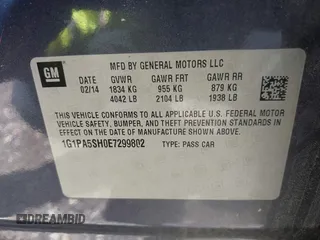 GM
MFD BY GENERAL MOTORS LLC
DATE GVWR GAWR FRT GAWR RR
02/14 1834 KG 955 KG 879 KG
4042 LB 2104 LB 1938 LB
THIS VEHICLE CONFORMS TO ALL APPLICABLE U.S. FEDERAL MOTOR
VEHICLE SAFETY, BUMPER, AND THEFT PREVENTION STANDARDS
IN EFFECT ON THE DATE OF MANUFACTURE SHOWN ABOVE.
1G1PA5SH0E7299802 TYPE: PASS CAR
DREAMBID